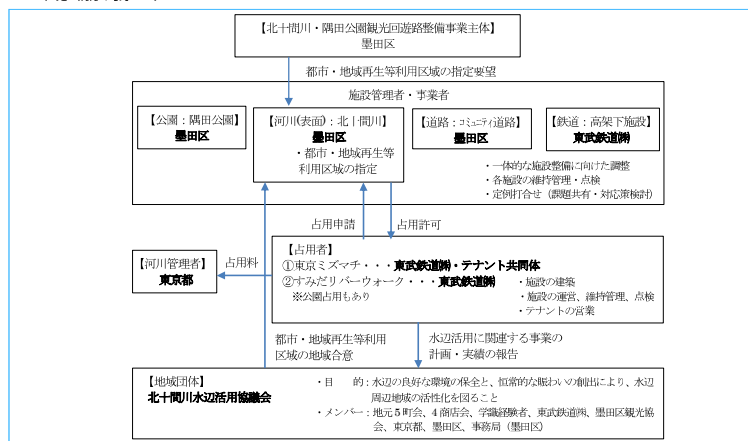 【北十間川・隅田公園観光回遊路整備事業主体】
墨田区
都市・地域再生等利用区域の指定要望
施設管理者・事業者
【公園：隅田公園】
墨田区
【河川(表面)：北十間川】
墨田区
・都市・地域再生等
利用区域の指定
【道路：コミュニティ道路】
墨田区
【鉄道：高架下施設】
東武鉄道㈱
・一体的な施設整備に向けた調整
・各施設の維持管理・点検
・定例打合せ（課題共有・対応策検討）
占用申請
占用許可
【河川管理者】
東京都
占用料
【占用者】
①東京ミズマチ・・・東武鉄道㈱・テナント共同体
②すみだリバーウォーク・・・東武鉄道㈱
※公園占用もあり
・施設の建築
・施設の運営、維持管理、点検
・テナントの営業
都市・地域再生等利用
区域の地域合意
水辺活用に関連する事業の
計画・実績の報告
【地域団体】
北十間川水辺活用協議会
・目　的：水辺の良好な環境の保全と、恒常的な賑わいの創出により、水辺
周辺地域の活性化を図ること
・メンバー：地元５町会、４商店会、学識経験者、東武鉄道㈱、墨田区観光協
会、東京都、墨田区、事務局（墨田区）